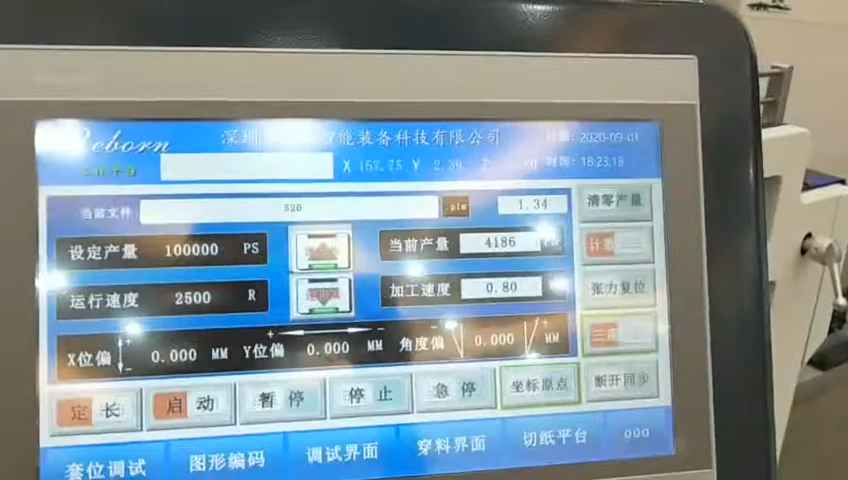 Reborn 深圳 智能装备科技有限公司 日期: 2020-09-01
X 157.75 Y 2.39 时间: 18:23,18
当前文件 520 .plm 1.34 清零产量
设定产量 100000 PS 当前产量 4186
运行速度 2500 R 加工速度 0.80 张力复位
X位偏 + - 0.000 MM Y位偏 + - 0.000 MM 角度偏 - 0.000 + MM
定长 启动 暂停 停止 急停 坐标原点 断开同步
套位调试 图形编码 调试界面 穿料界面 切纸平台 000